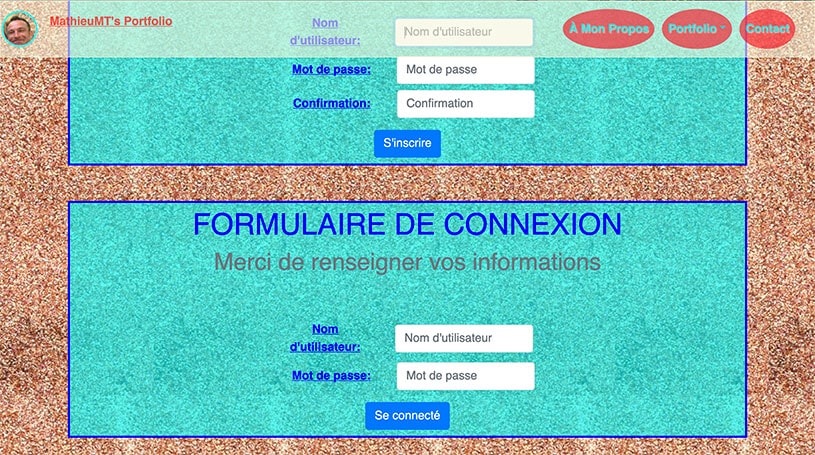 MathieuMT's Portfolio
À Mon Propos
Portfolio
Contact
Nom
d'utilisateur:
Nom d'utilisateur
Mot de passe:
Mot de passe
Confirmation:
Confirmation
S'inscrire
FORMULAIRE DE CONNEXION
Merci de renseigner vos informations
Nom
d'utilisateur:
Nom d'utilisateur
Mot de passe:
Mot de passe
Se connecté